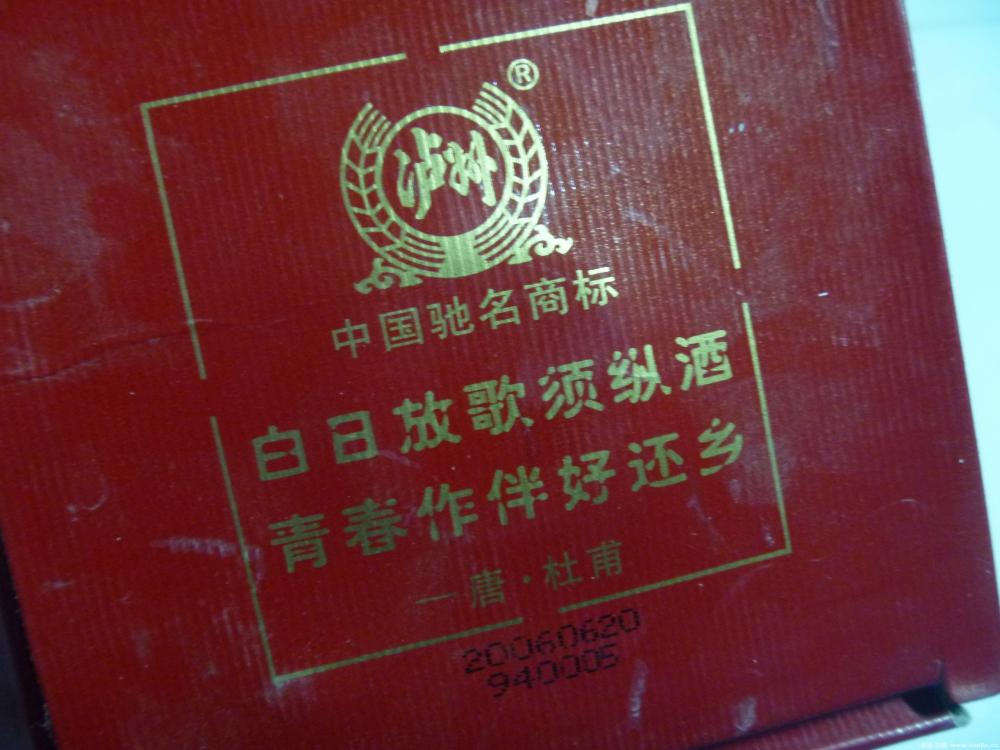 ®
泸州
中国驰名商标
白日放歌须纵酒
青春作伴好还乡
—唐·杜甫
20060620
940005